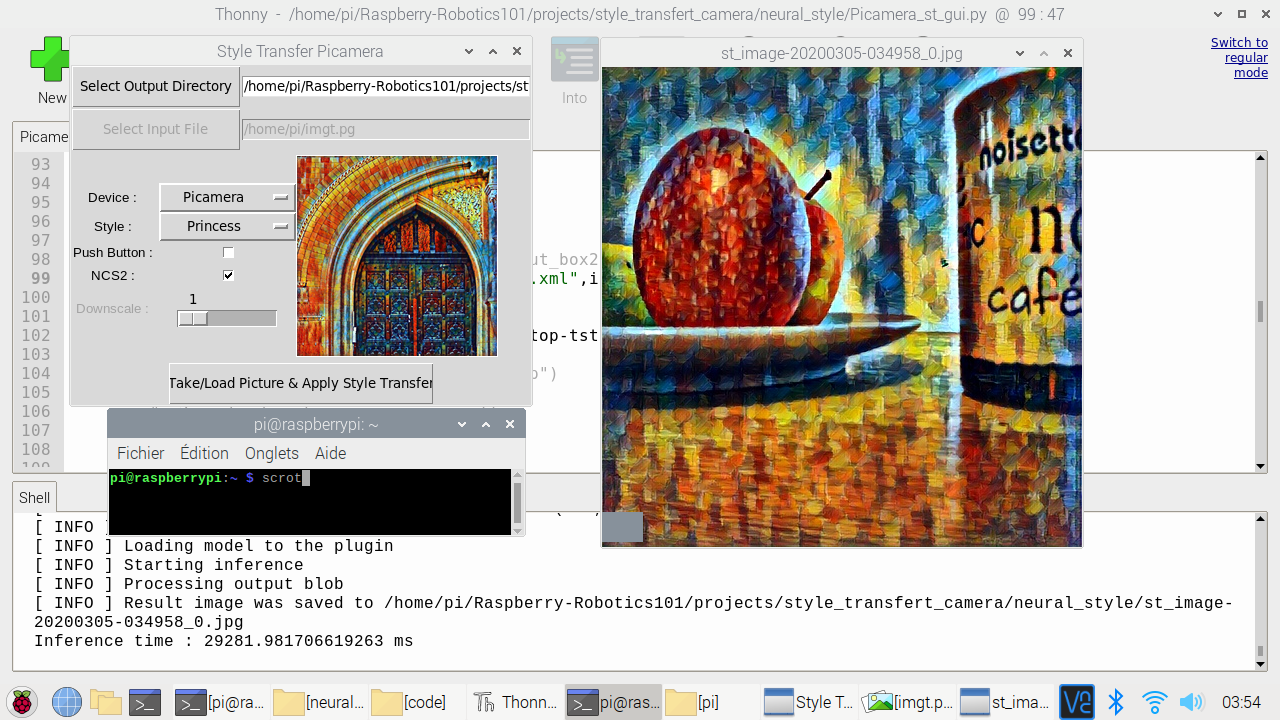 Thonny - /home/pi/Raspberry-Robotics101/projects/style_transfert_camera/neural_style/Picamera_st_gui.py @ 99 : 47
Switch to
regular
mode
New
Into
Picame
Style Transfer Picamera
Select Output Directory
/home/pi/Raspberry-Robotics101/projects/st
Select Input File
/home/pi/imgt.pg
Device :
Picamera
Style :
Princess
Push Button :
NCS2 :
Downscale :
1
Take/Load Picture & Apply Style Transfer
st_image-20200305-034958_0.jpg
noisette
c
café
93
94
95
96
97
98
ut_box2
99
.xml",i
100
101
102
top-tst
103
104
o")
105
106
107
108
pi@raspberrypi: ~
Fichier
Édition
Onglets
Aide
pi@raspberrypi:~ $ scrot
Shell
[ INFO ]
[ INFO ] Loading model to the plugin
[ INFO ] Starting inference
[ INFO ] Processing output blob
[ INFO ] Result image was saved to /home/pi/Raspberry-Robotics101/projects/style_transfert_camera/neural_style/st_image-
20200305-034958_0.jpg
Inference time : 29281.981706619263 ms
[pi@ra...
[neural...
[code]
Thonn...
pi@ras...
[pi]
Style T...
[imgt.p...
st_ima...
03:54